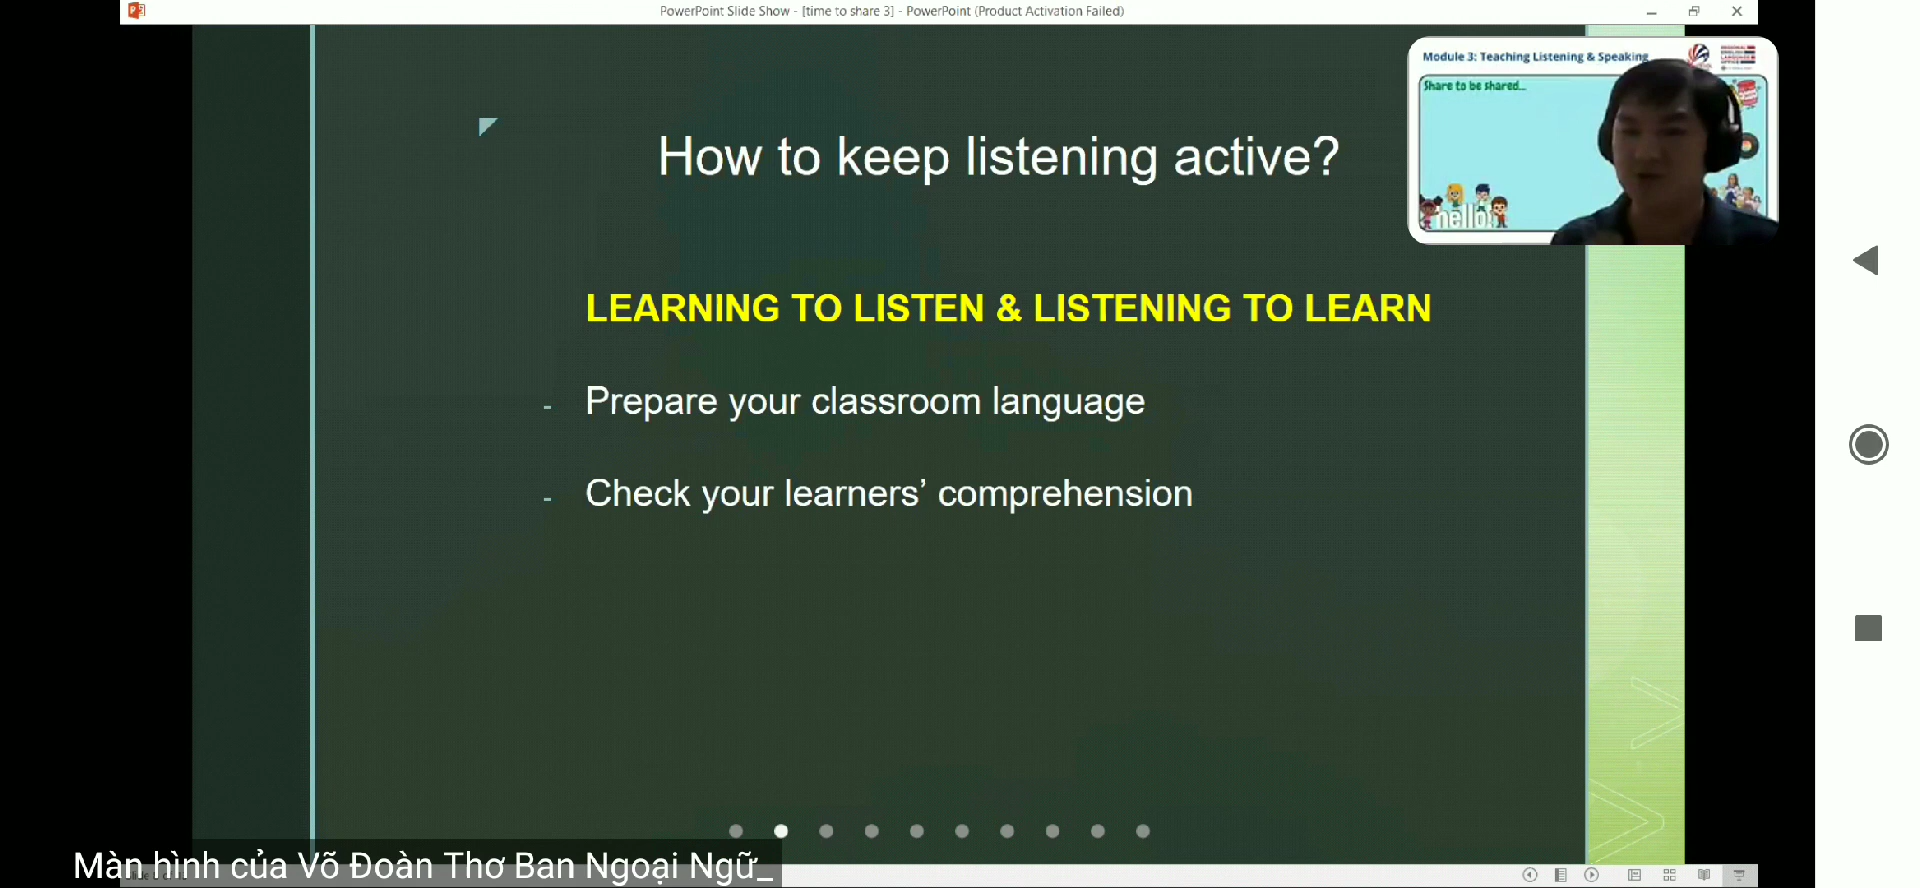 PowerPoint Slide Show - [time to share 3] - PowerPoint (Product Activation Failed)
Module 3: Teaching Listening & Speaking
Share to be shared...
hello!
How to keep listening active?
LEARNING TO LISTEN & LISTENING TO LEARN
- Prepare your classroom language
- Check your learners’ comprehension
Màn hình của Võ Đoàn Thơ Ban Ngoại Ngữ_